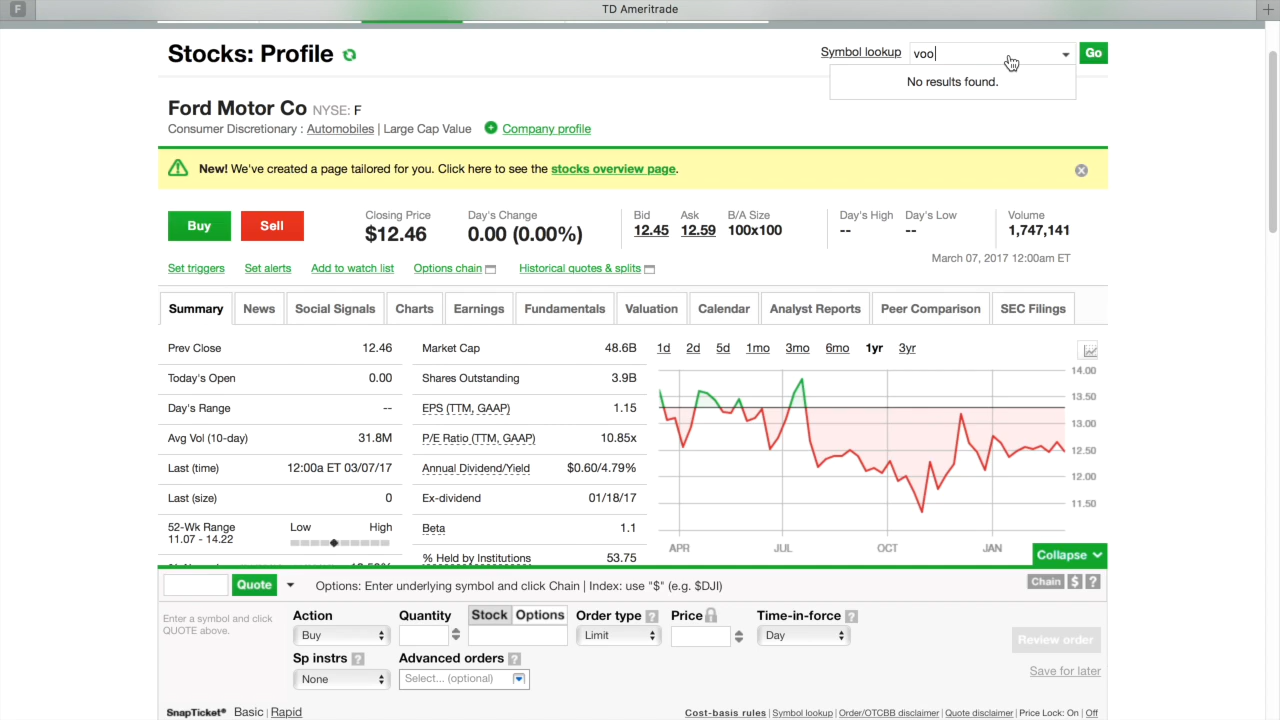 F
TD Ameritrade
Stocks: Profile
Symbol lookup voo Go
No results found.
Ford Motor Co NYSE: F
Consumer Discretionary : Automobiles | Large Cap Value Company profile
New! We've created a page tailored for you. Click here to see the stocks overview page.
Buy Sell
Closing Price Day's Change Bid Ask B/A Size Day's High Day's Low Volume
$12.46 0.00 (0.00%) 12.45 12.59 100x100 -- -- 1,747,141
March 07, 2017 12:00am ET
Set triggers Set alerts Add to watch list Options chain Historical quotes & splits
Summary News Social Signals Charts Earnings Fundamentals Valuation Calendar Analyst Reports Peer Comparison SEC Filings
Prev Close 12.46 Market Cap 48.6B 1d 2d 5d 1mo 3mo 6mo 1yr 3yr
14.00
Today's Open 0.00 Shares Outstanding 3.9B
13.50
Day's Range -- EPS (TTM, GAAP) 1.15
13.00
Avg Vol (10-day) 31.8M P/E Ratio (TTM, GAAP) 10.85x
12.50
Last (time) 12:00a ET 03/07/17 Annual Dividend/Yield $0.60/4.79%
12.00
Last (size) 0 Ex-dividend 01/18/17
11.50
52-Wk Range Low High Beta 1.1
11.07 - 14.22
APR JUL OCT JAN
% Held by Institutions 53.75
Collapse
Quote Options: Enter underlying symbol and click Chain | Index: use "$" (e.g. $DJI) Chain $ ?
Enter a symbol and click
QUOTE above.
Action Quantity Stock Options Order type ? Price Time-in-force ?
Buy Limit Day
Review order
Sp instrs ? Advanced orders ?
None Select... (optional)
Save for later
SnapTicket® Basic | Rapid Cost-basis rules | Symbol lookup | Order/OTCBB disclaimer | Quote disclaimer | Price Lock: On | Off